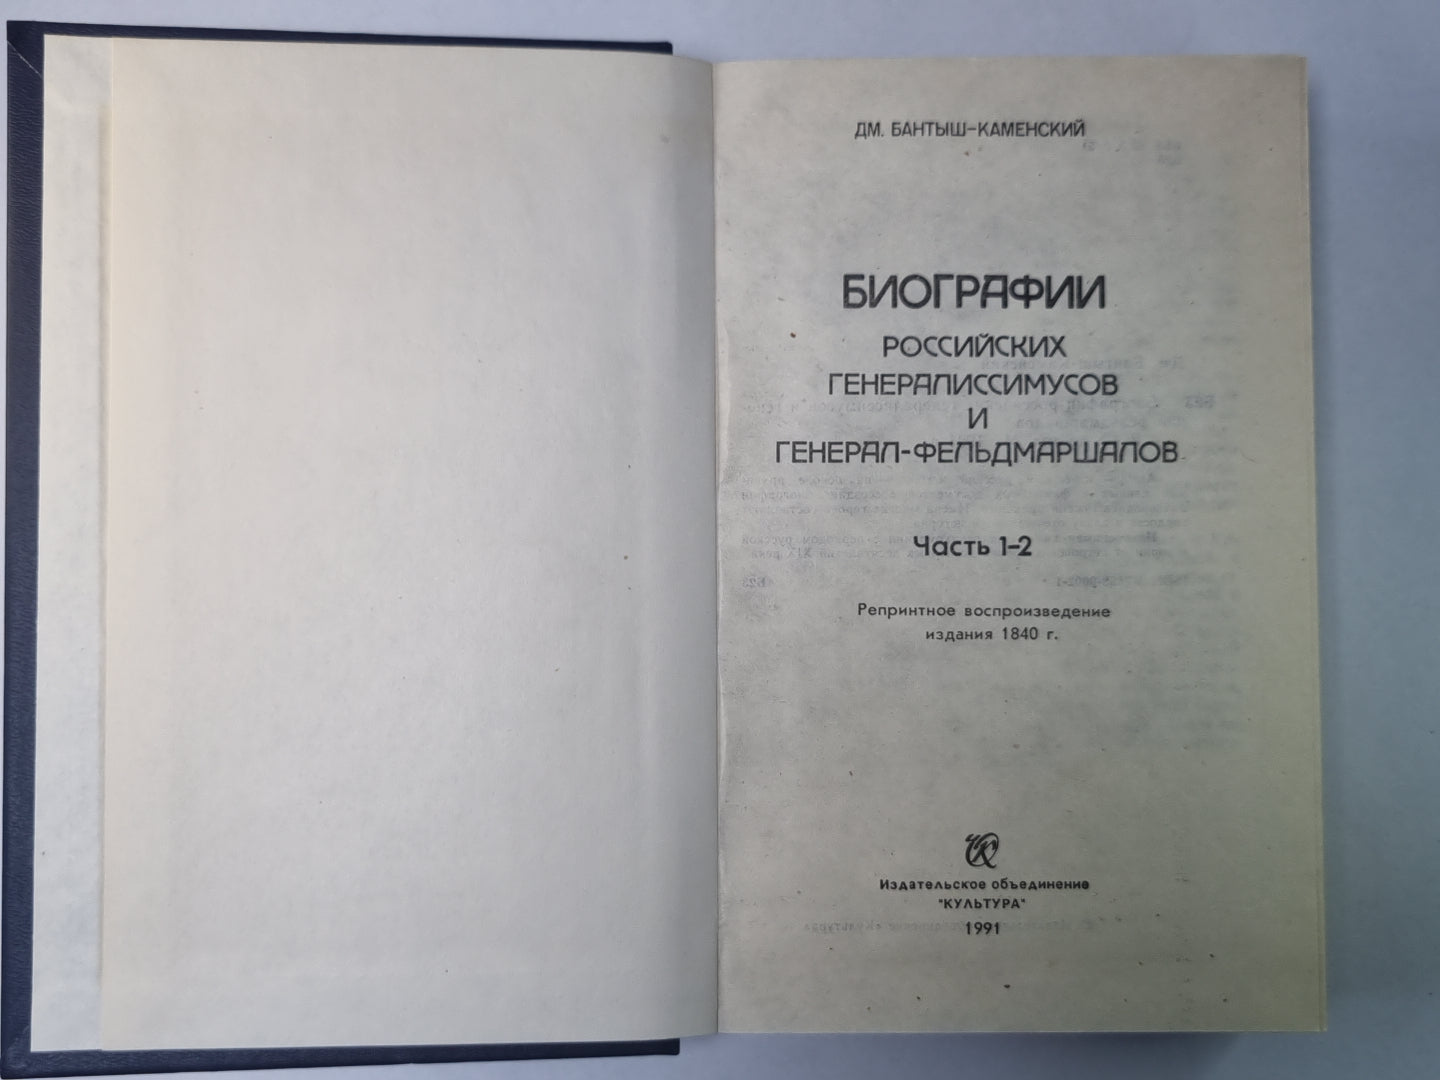 ДМ. БАНТЫШ-КАМЕНСКИЙ
БИОГРАФИИ
РОССИЙСКИХ
ГЕНЕРАЛИССИМУСОВ
И
ГЕНЕРАЛ-ФЕЛЬДМАРШАЛОВ
Часть 1-2
Репринтное воспроизведение
издания 1840 г.
Издательское объединение
"КУЛЬТУРА"
1991